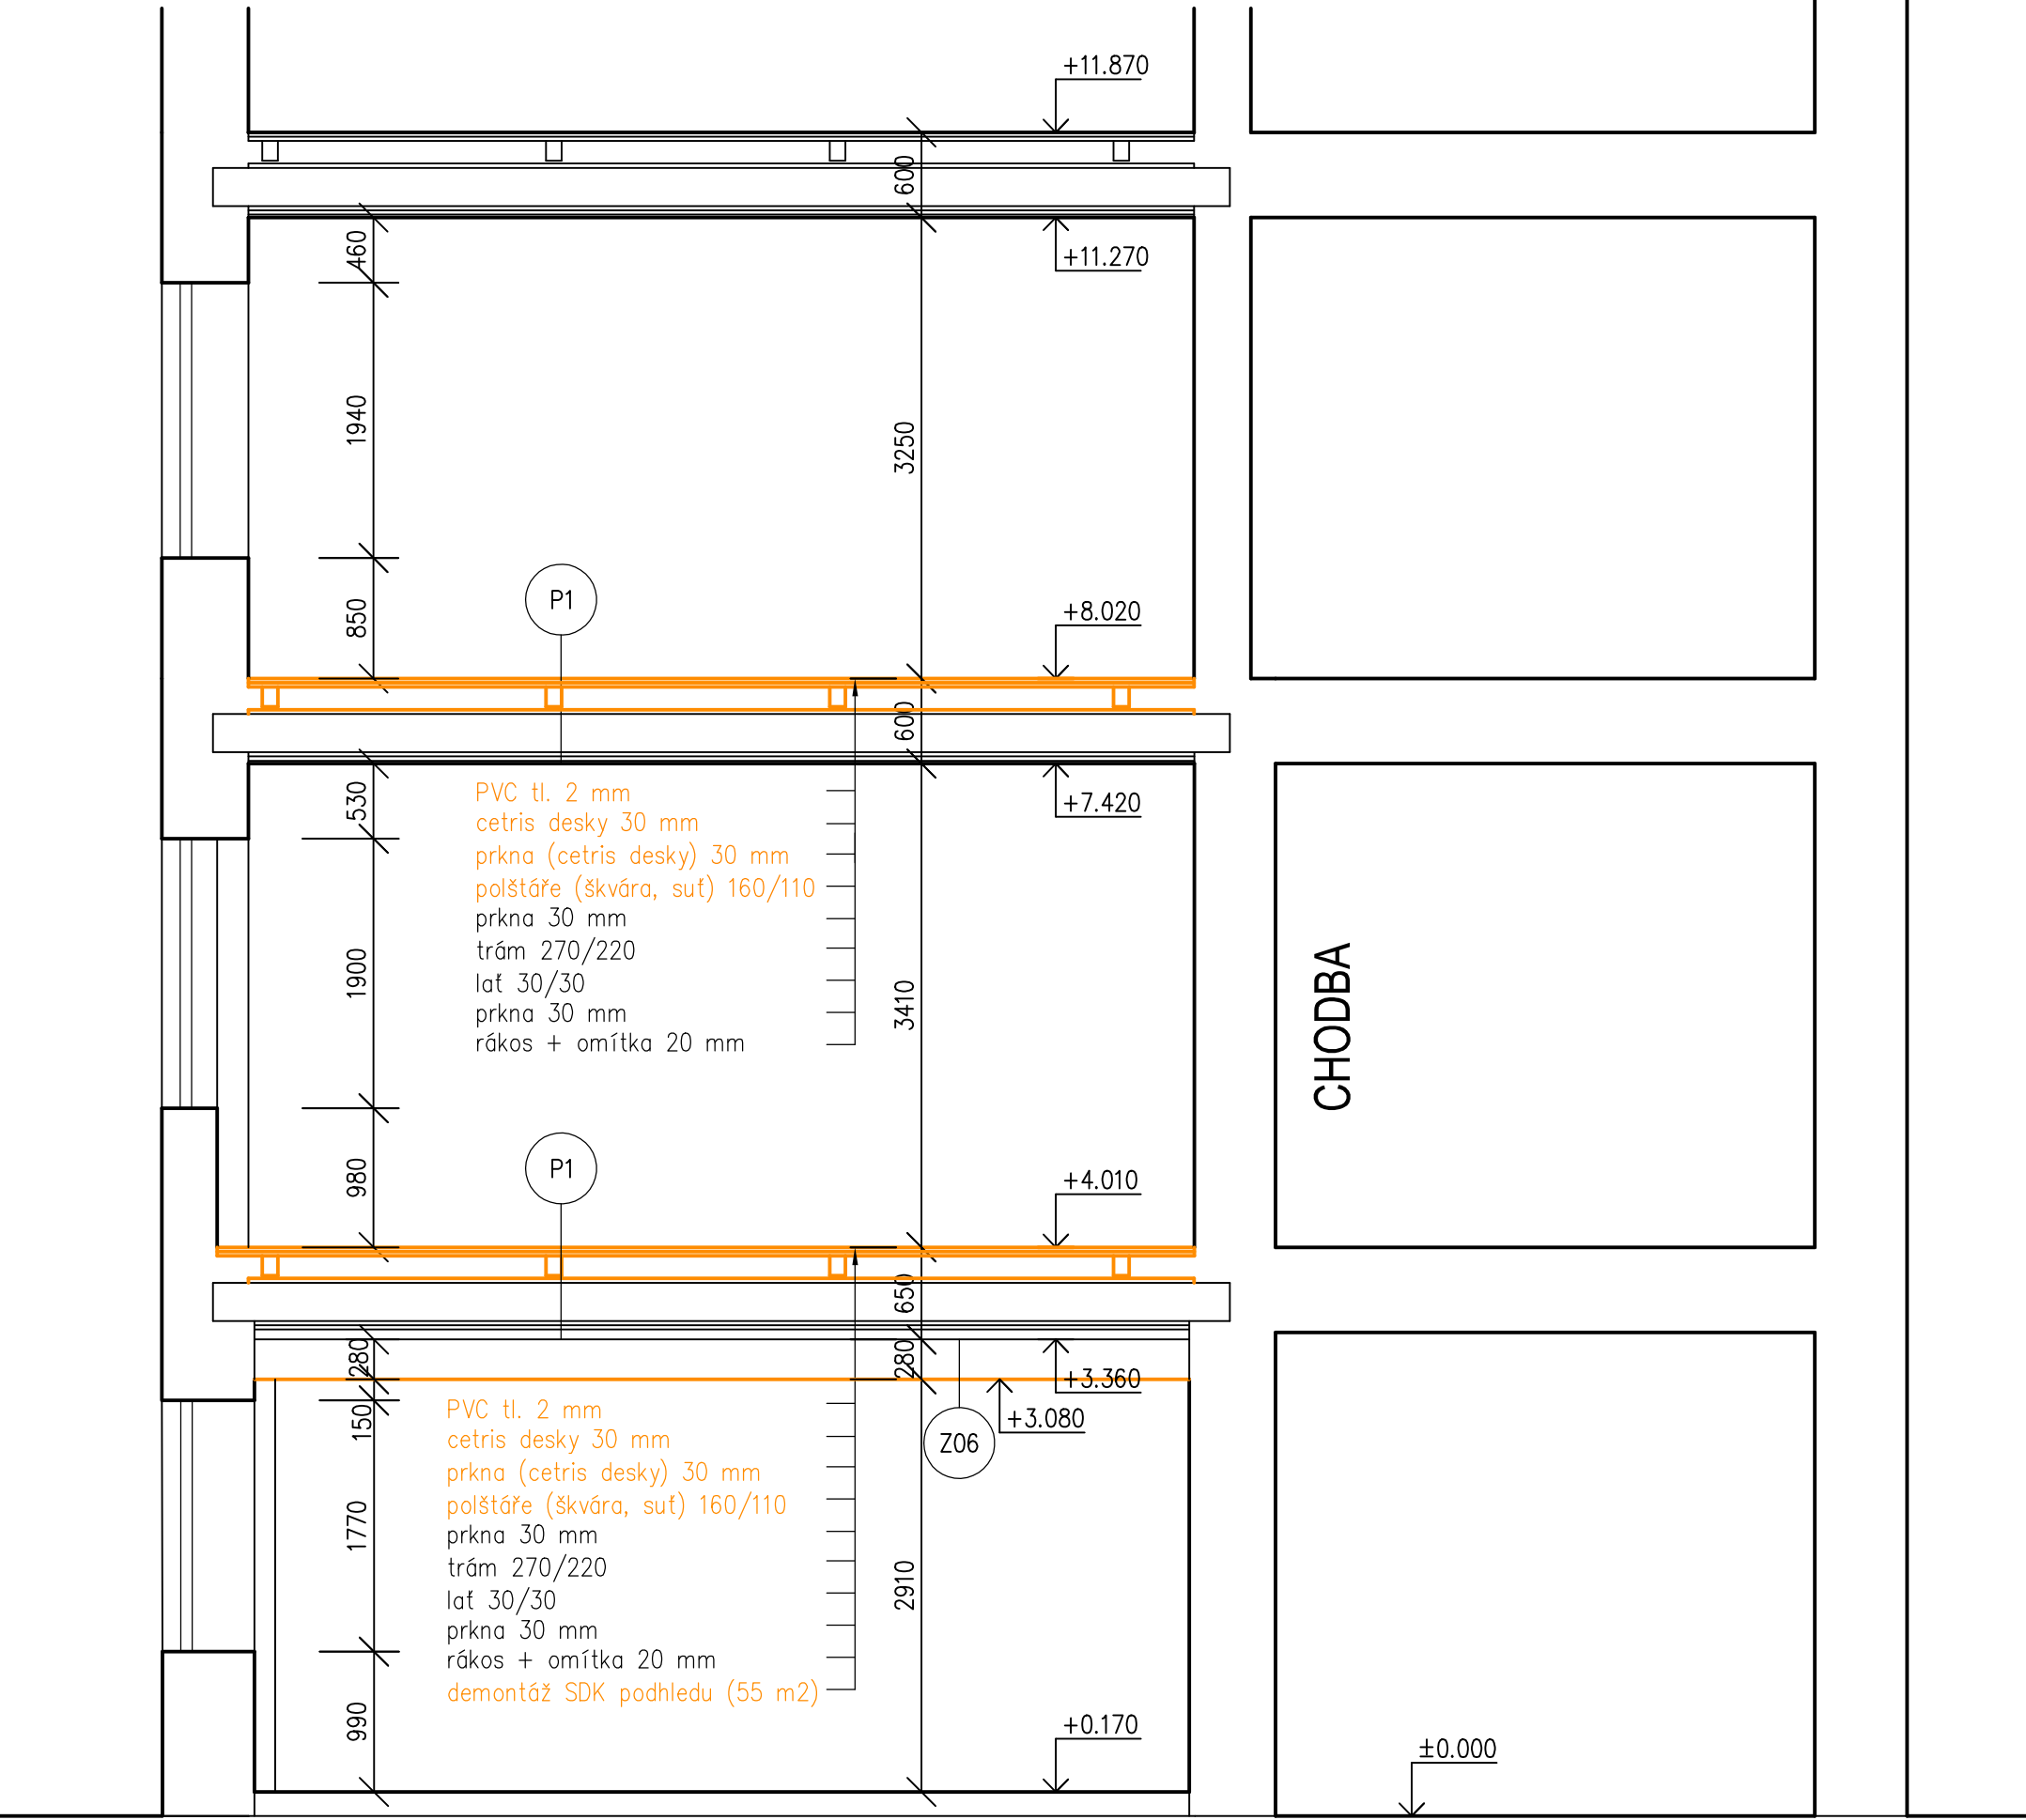 +11.870
600
460
+11.270
1940
3250
850
P1
+8.020
600
530
+7.420
PVC tl. 2 mm
cetris desky 30 mm
prkna (cetris desky) 30 mm
polštáře (škvára, suť) 160/110
prkna 30 mm
trám 270/220
lať 30/30
prkna 30 mm
rákos + omítka 20 mm
1900
3410
CHODBA
980
P1
+4.010
650
280
280
+3.360
+3.080
150
Z06
PVC tl. 2 mm
cetris desky 30 mm
prkna (cetris desky) 30 mm
polštáře (škvára, suť) 160/110
prkna 30 mm
trám 270/220
lať 30/30
prkna 30 mm
rákos + omítka 20 mm
demontáž SDK podhledu (55 m2)
1770
2910
990
+0.170
±0.000